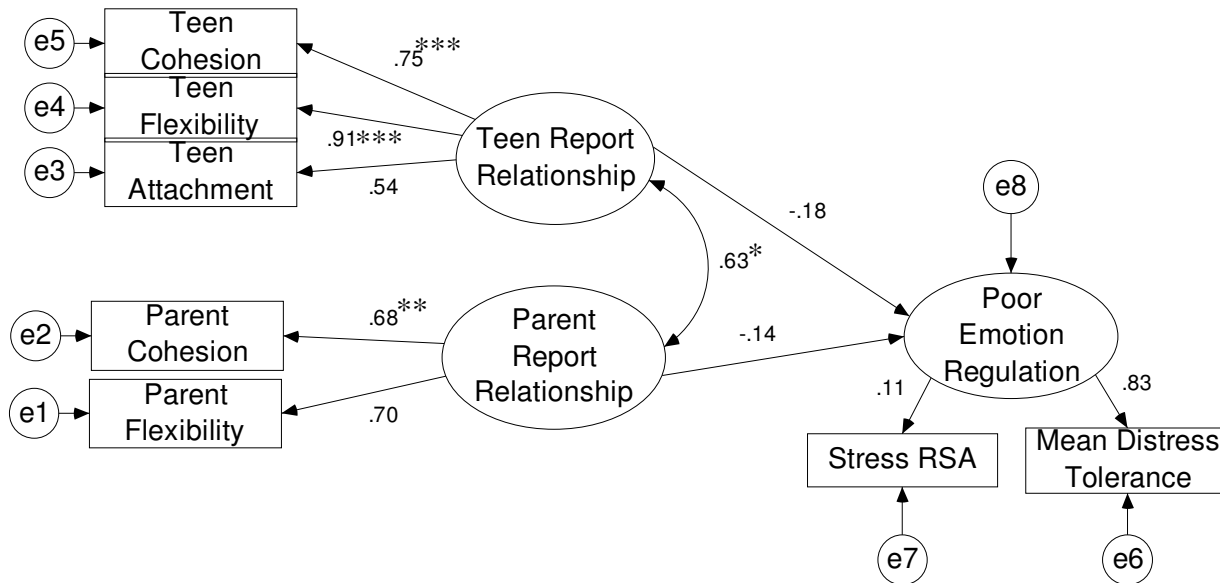 e5
Teen
Cohesion
.75***
e4
Teen
Flexibility
.91***
e3
Teen
Attachment
.54
Teen Report
Relationship
-.18
e8
.63*
e2
Parent
Cohesion
.68**
Parent
Report
Relationship
-.14
Poor
Emotion
Regulation
e1
Parent
Flexibility
.70
.11
.83
Stress RSA
Mean Distress
Tolerance
e7
e6